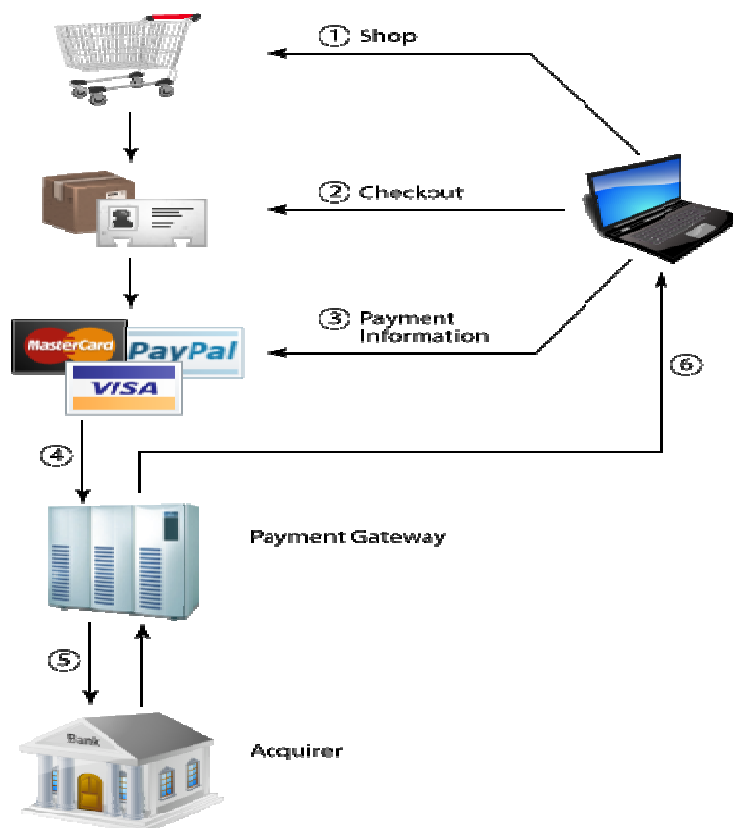 ① Shop
② Checkout
③ Payment
Information
MasterCard
PayPal
VISA
④
⑥
Payment Gateway
⑤
Bank
Acquirer